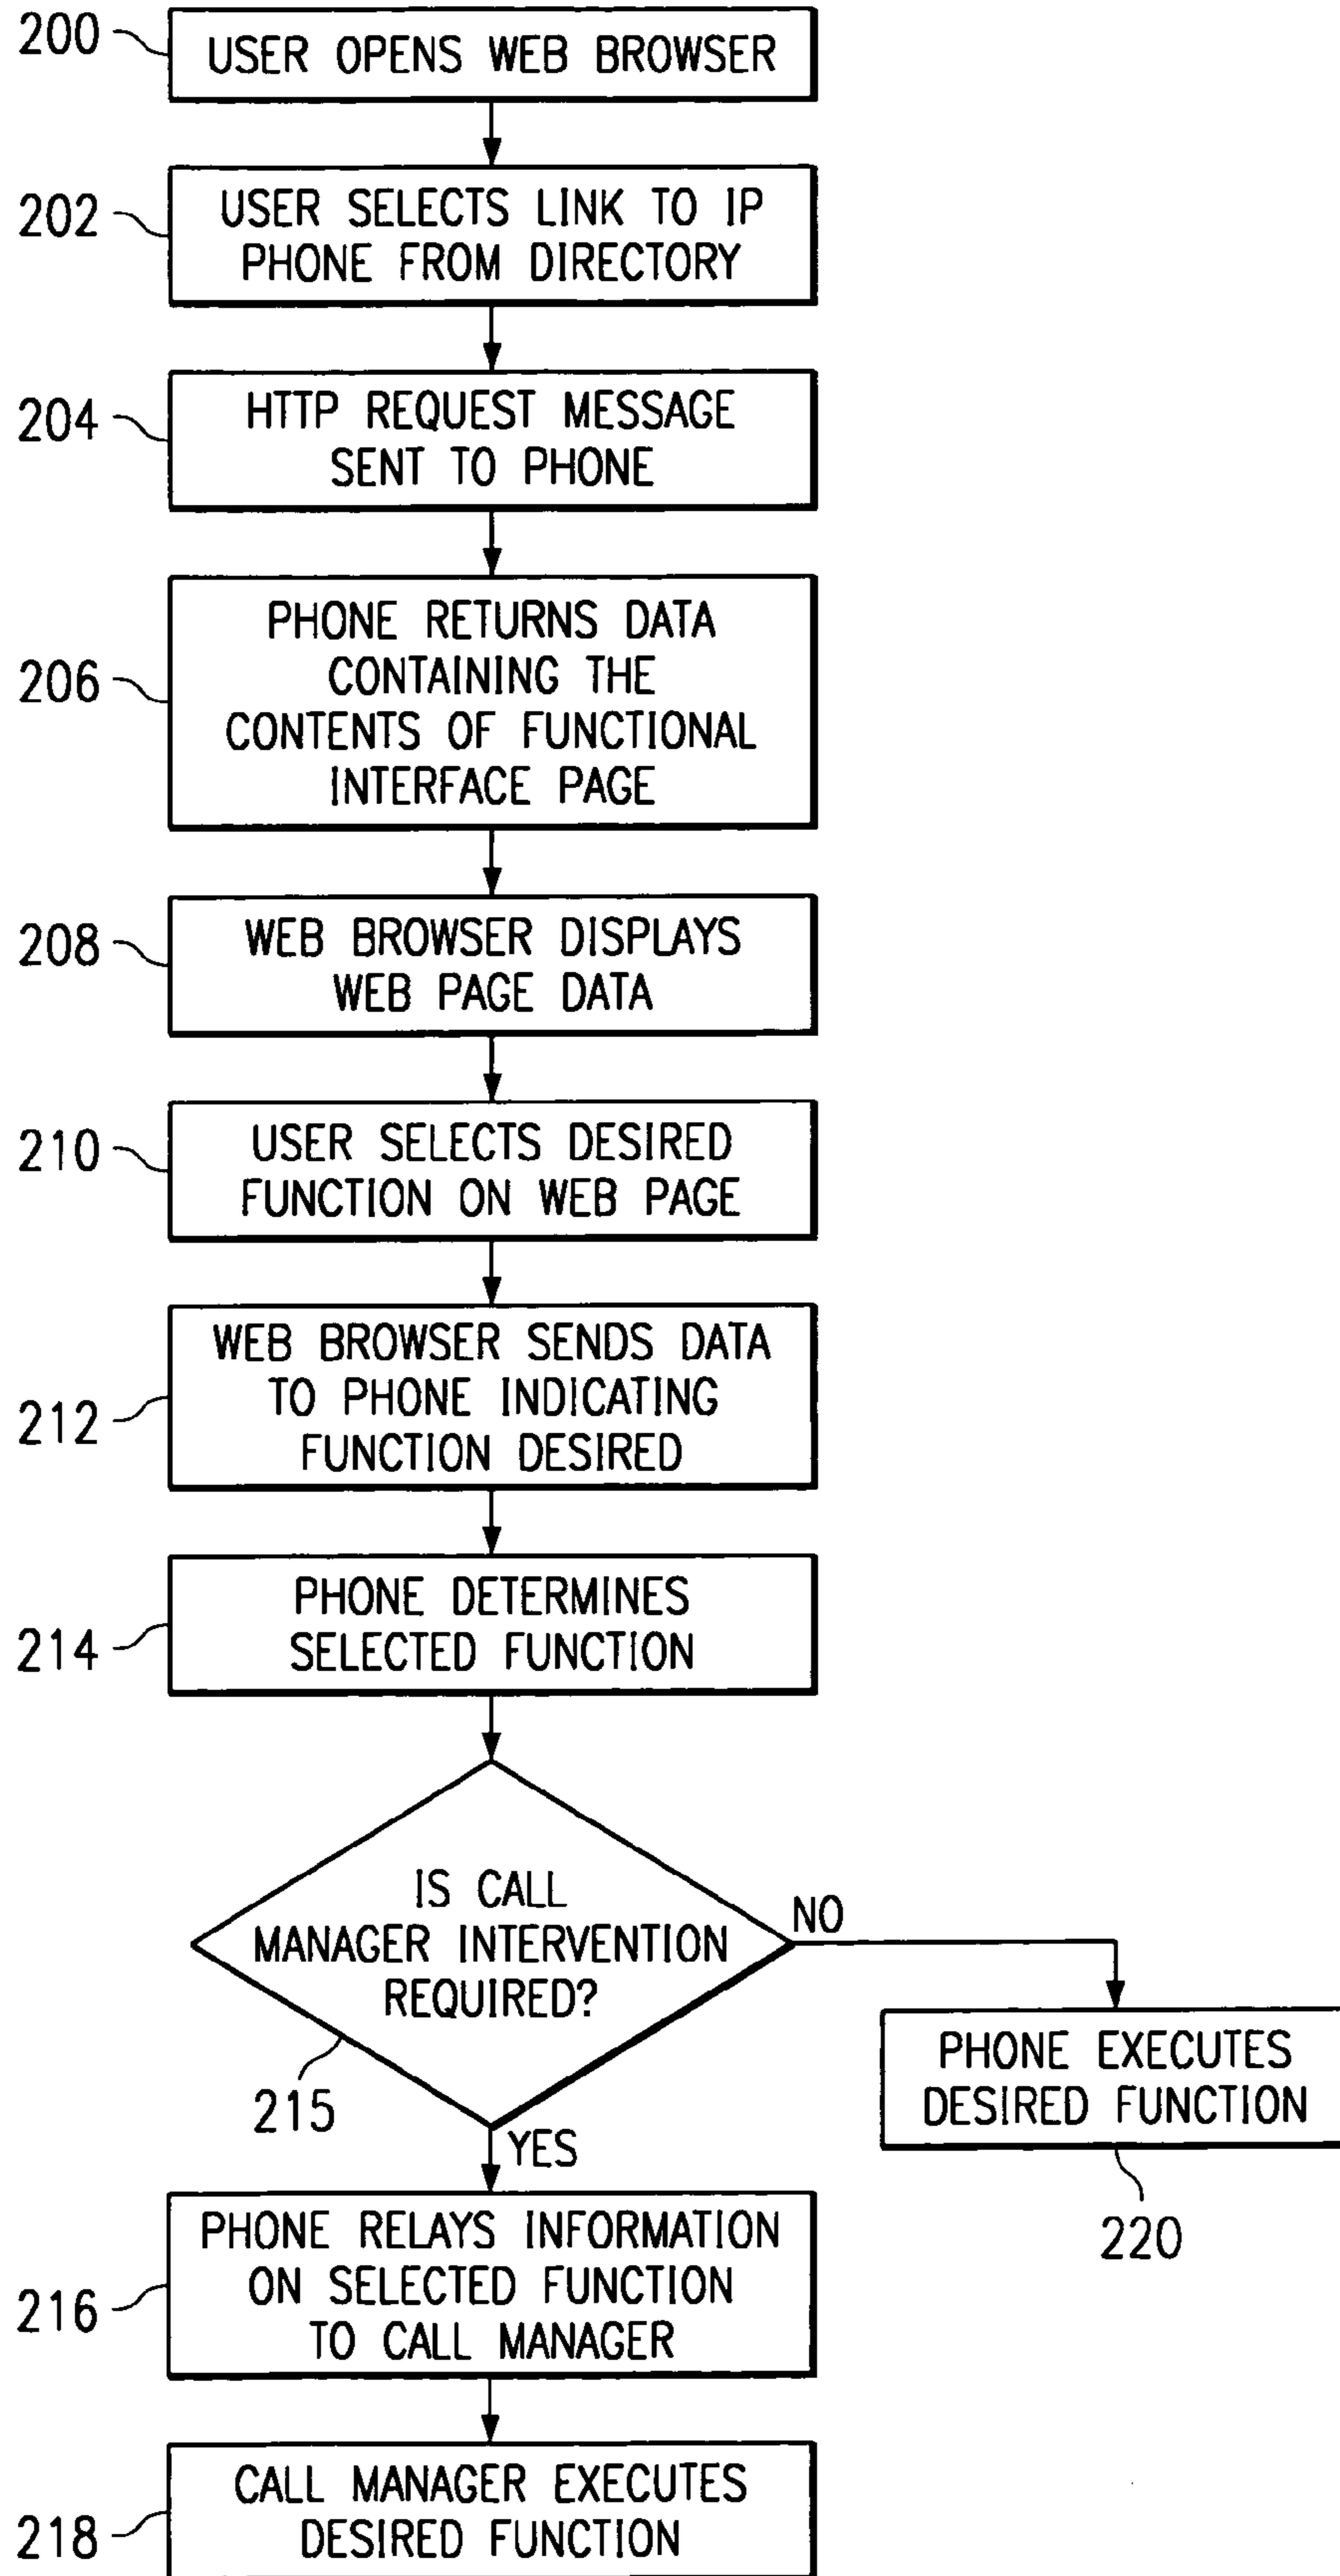 200
USER OPENS WEB BROWSER
202
USER SELECTS LINK TO IP
PHONE FROM DIRECTORY
204
HTTP REQUEST MESSAGE
SENT TO PHONE
206
PHONE RETURNS DATA
CONTAINING THE
CONTENTS OF FUNCTIONAL
INTERFACE PAGE
208
WEB BROWSER DISPLAYS
WEB PAGE DATA
210
USER SELECTS DESIRED
FUNCTION ON WEB PAGE
212
WEB BROWSER SENDS DATA
TO PHONE INDICATING
FUNCTION DESIRED
214
PHONE DETERMINES
SELECTED FUNCTION
IS CALL
MANAGER INTERVENTION
REQUIRED?
215
NO
PHONE EXECUTES
DESIRED FUNCTION
220
YES
216
PHONE RELAYS INFORMATION
ON SELECTED FUNCTION
TO CALL MANAGER
218
CALL MANAGER EXECUTES
DESIRED FUNCTION